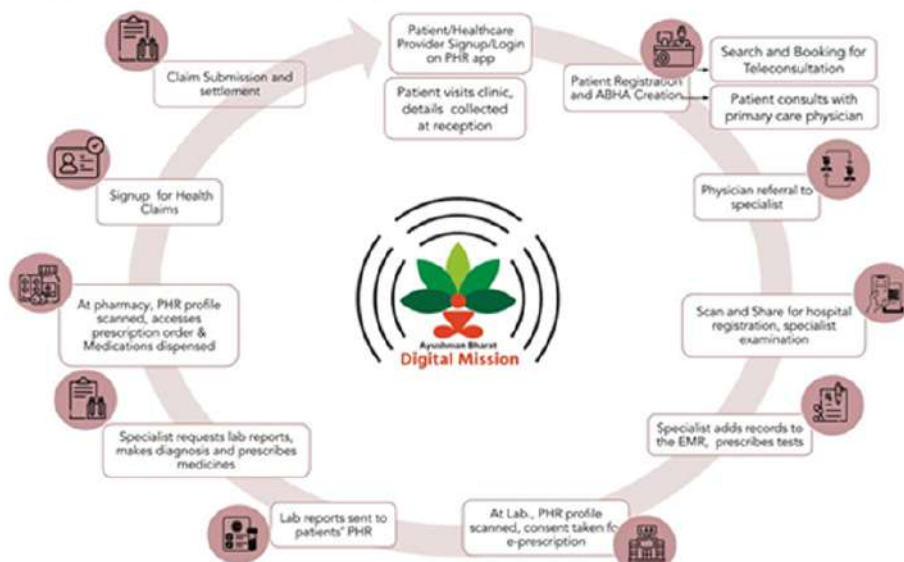 Patient/Healthcare
Provider Signup/Login
on PHR app
Patient visits clinic,
details collected
at reception
Patient Registration
and ABHA Creation
Search and Booking for
Teleconsultation
Patient consults with
primary care physician
Physician referral to
specialist
Scan and Share for hospital
registration, specialist
examination
Specialist adds records to
the EMR, prescribes tests
At Lab., PHR profile
scanned, consent taken fo
e-prescription
LAB
Lab reports sent to
patients' PHR
Specialist requests lab reports,
makes diagnosis and prescribes
medicines
At pharmacy, PHR profile
scanned, accesses
prescription order &
Medications dispensed
Signup for Health
Claims
Claim Submission and
settlement
Ayushman Bharat
Digital Mission